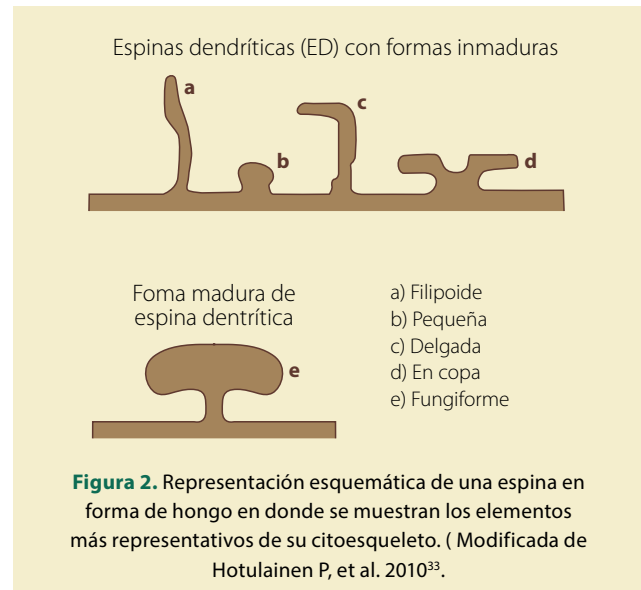 Espinas dendríticas (ED) con formas inmaduras
a
b
c
d
Foma madura de
espina dentrítica
e
a) Filipoide
b) Pequeña
c) Delgada
d) En copa
e) Fungiforme
Figura 2. Representación esquemática de una espina en
forma de hongo en donde se muestran los elementos
más representativos de su citoesqueleto. ( Modificada de
Hotulainen P, et al. 2010³³.